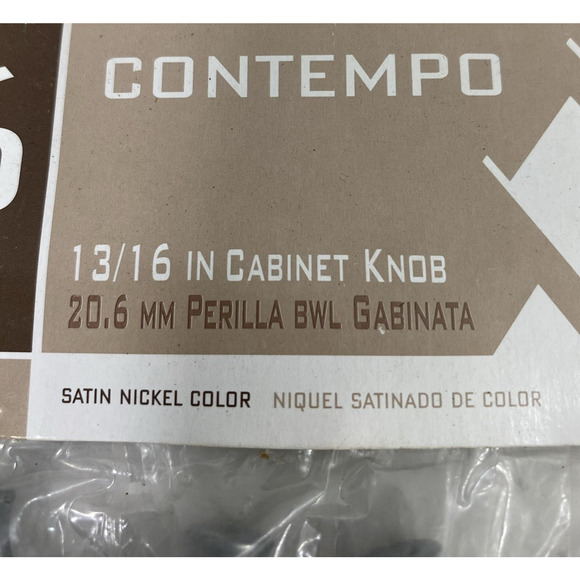 CONTEMPO
13/16 IN CABINET KNOB
20.6 MM PERILLA BWL GABINATA
SATIN NICKEL COLOR NIQUEL SATINADO DE COLOR